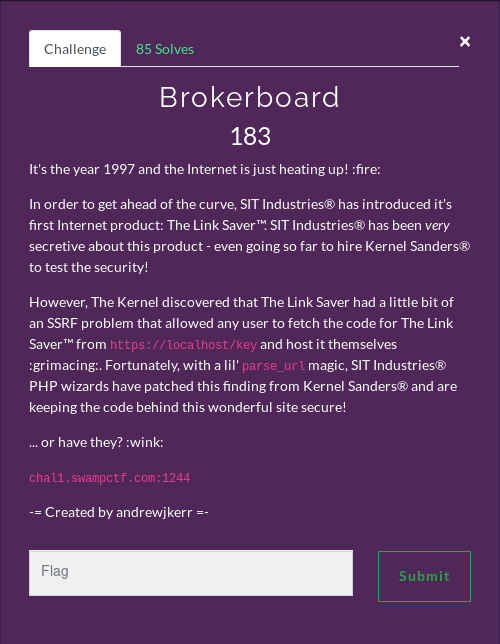 Challenge
85 Solves
×
Brokerboard
183
It's the year 1997 and the Internet is just heating up! :fire:
In order to get ahead of the curve, SIT Industries® has introduced it's
first Internet product: The Link Saver™. SIT Industries® has been very
secretive about this product - even going so far to hire Kernel Sanders®
to test the security!
However, The Kernel discovered that The Link Saver had a little bit of
an SSRF problem that allowed any user to fetch the code for The Link
Saver™ from https://localhost/key and host it themselves
:grimacing:. Fortunately, with a lil' parse_url magic, SIT Industries®
PHP wizards have patched this finding from Kernel Sanders® and are
keeping the code behind this wonderful site secure!
... or have they? :wink:
chal1.swampctf.com:1244
-= Created by andrewjkerr =-
Flag
Submit